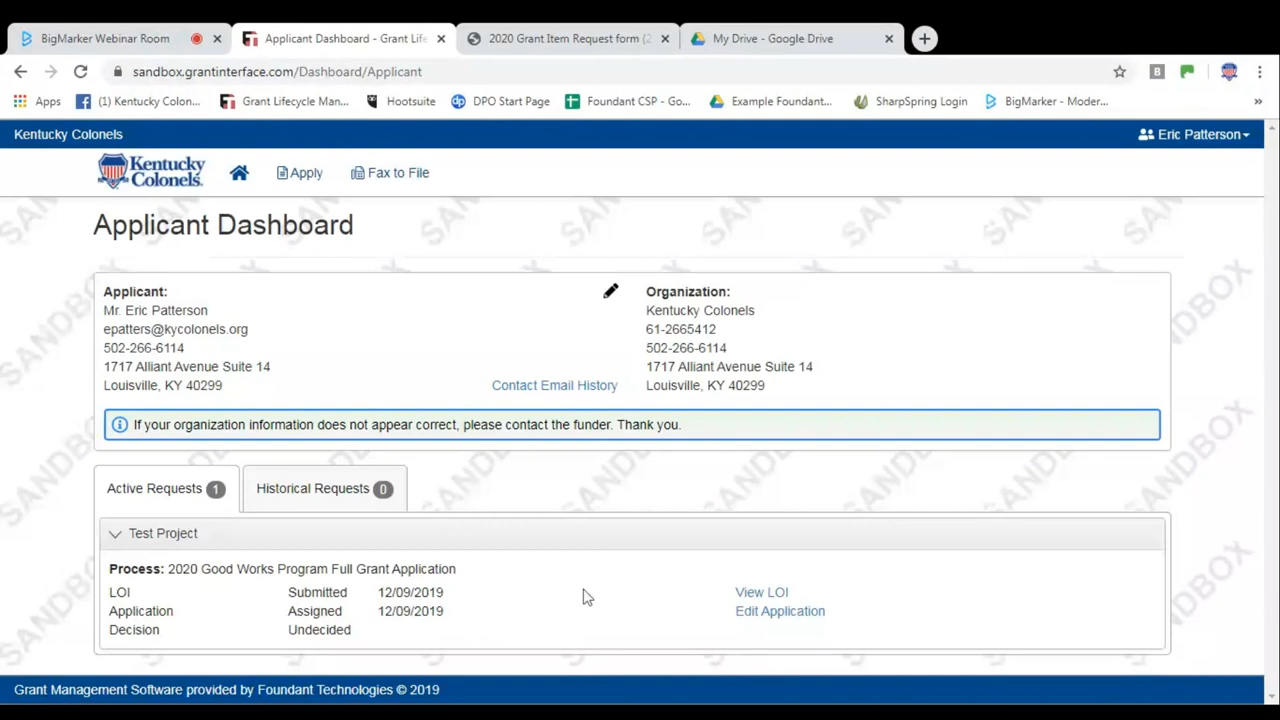 BigMarker Webinar Room
Applicant Dashboard - Grant Life
2020 Grant Item Request form (2
My Drive - Google Drive
sandbox.grantinterface.com/Dashboard/Applicant
Apps
(1) Kentucky Colon...
Grant Lifecycle Man...
Hootsuite
DPO Start Page
Foundant CSP - Go...
Example Foundant...
SharpSpring Login
BigMarker - Moder...
Kentucky Colonels
Eric Patterson
Kentucky Colonels.
Apply
Fax to File
Applicant Dashboard
Applicant:
Mr. Eric Patterson
epatters@kycolonels.org
502-266-6114
1717 Alliant Avenue Suite 14
Louisville, KY 40299
Contact Email History
Organization:
Kentucky Colonels
61-2665412
502-266-6114
1717 Alliant Avenue Suite 14
Louisville, KY 40299
If your organization information does not appear correct, please contact the funder. Thank you.
Active Requests 1
Historical Requests 0
Test Project
Process: 2020 Good Works Program Full Grant Application
LOI Submitted 12/09/2019 View LOI
Application Assigned 12/09/2019 Edit Application
Decision Undecided
Grant Management Software provided by Foundant Technologies © 2019
SANDBOX